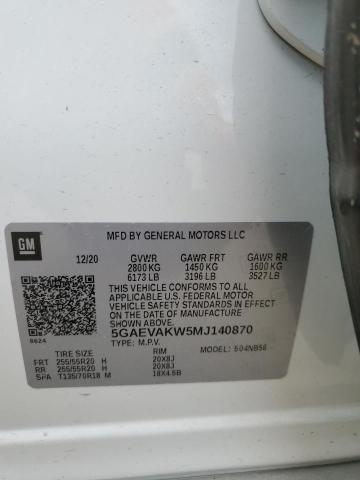 GM
MFD BY GENERAL MOTORS LLC
12/20 GVWR GAWR FRT GAWR RR
2800 KG 1450 KG 1600 KG
6173 LB 3196 LB 3527 LB
THIS VEHICLE CONFORMS TO ALL
APPLICABLE U.S. FEDERAL MOTOR
VEHICLE SAFETY STANDARDS
IN EFFECT ON THE DATE OF
MANUFACTURE SHOWN ABOVE.
5GAEVAKW5MJ140870
8624
TYPE: M.P.V. MODEL: 504NB56
TIRE SIZE RIM
FRT 255/55R20 H 20X8J
RR 255/55R20 H 20X8J
SPA T135/70R18 M 18X4.5B